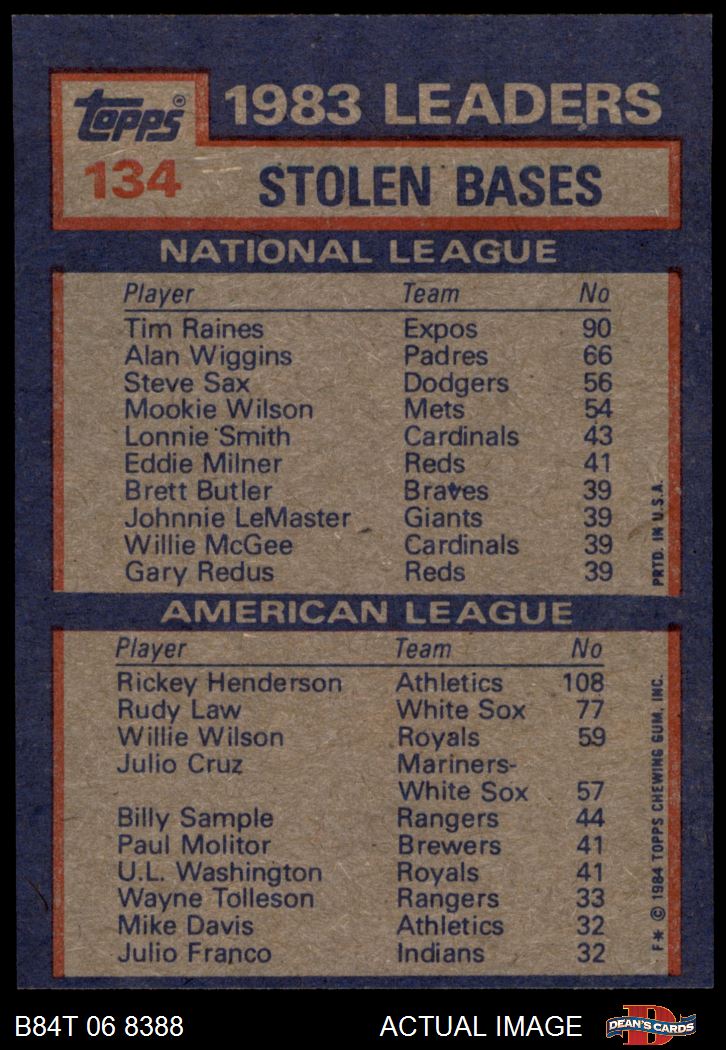 Topps®
1983 LEADERS
134
STOLEN BASES
NATIONAL LEAGUE
Player Team No
Tim Raines Expos 90
Alan Wiggins Padres 66
Steve Sax Dodgers 56
Mookie Wilson Mets 54
Lonnie Smith Cardinals 43
Eddie Milner Reds 41
Brett Butler Braves 39
Johnnie LeMaster Giants 39
Willie McGee Cardinals 39
Gary Redus Reds 39
PRTD. IN U.S.A.
AMERICAN LEAGUE
Player Team No
Rickey Henderson Athletics 108
Rudy Law White Sox 77
Willie Wilson Royals 59
Julio Cruz Mariners-
White Sox 57
Billy Sample Rangers 44
Paul Molitor Brewers 41
U.L. Washington Royals 41
Wayne Tolleson Rangers 33
Mike Davis Athletics 32
Julio Franco Indians 32
F* © 1984 TOPPS CHEWING GUM, INC.
B84T 06 8388 ACTUAL IMAGE
D
DEAN'S CARDS